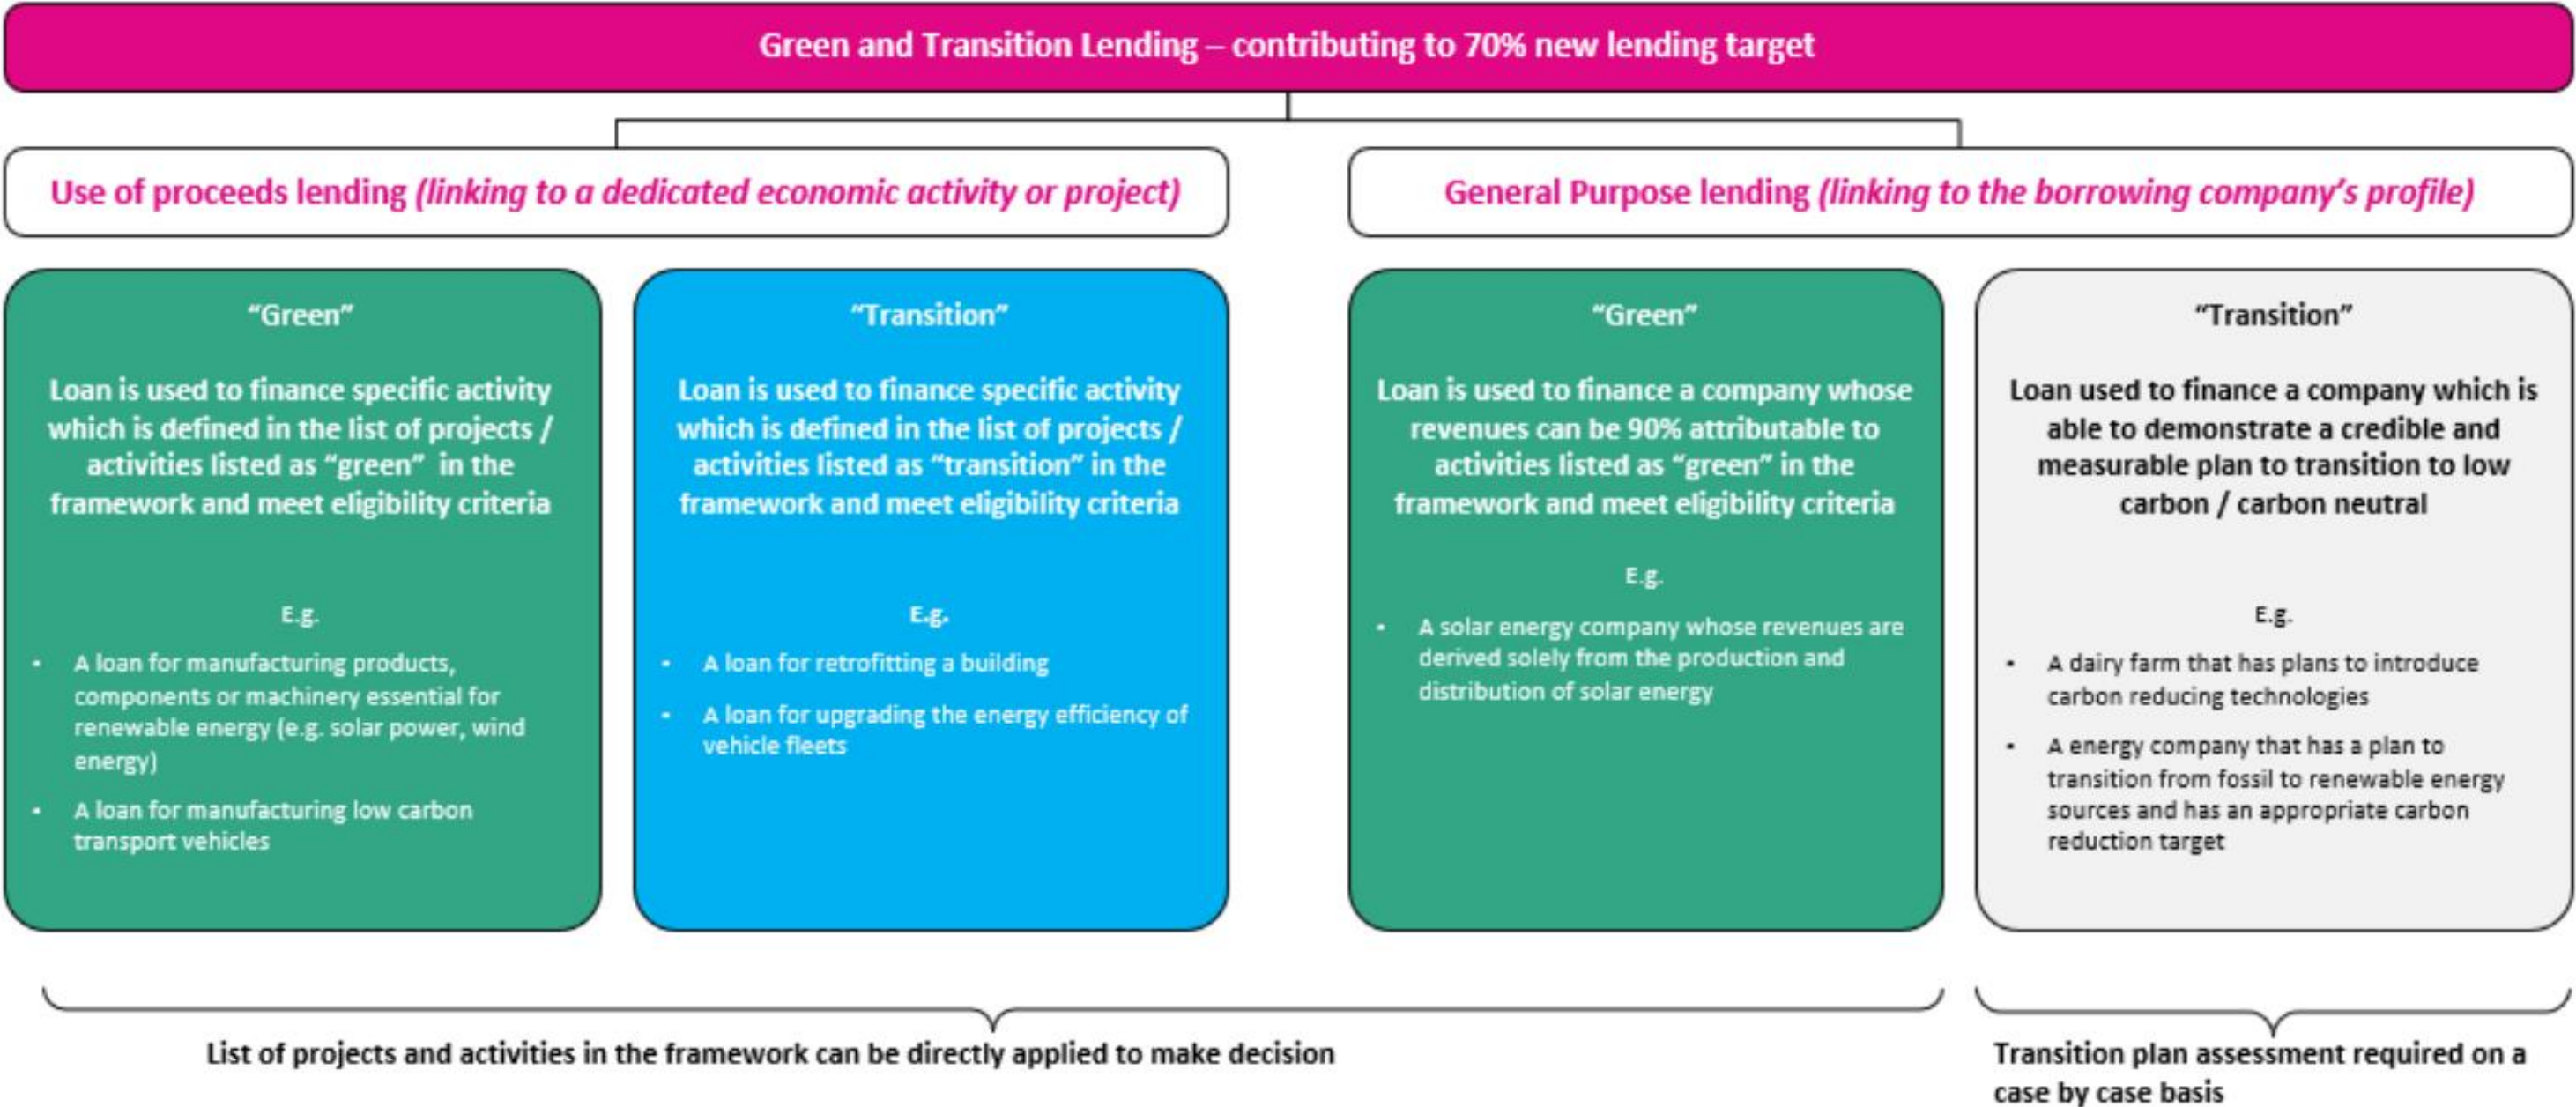 Green and Transition Lending – contributing to 70% new lending target
Use of proceeds lending (linking to a dedicated economic activity or project)
General Purpose lending (linking to the borrowing company's profile)
“Green”
Loan is used to finance specific activity
which is defined in the list of projects /
activities listed as “green” in the
framework and meet eligibility criteria
E.g.
• A loan for manufacturing products,
components or machinery essential for
renewable energy (e.g. solar power, wind
energy)
• A loan for manufacturing low carbon
transport vehicles
“Transition”
Loan is used to finance specific activity
which is defined in the list of projects /
activities listed as “transition” in the
framework and meet eligibility criteria
E.g.
• A loan for retrofitting a building
• A loan for upgrading the energy efficiency of
vehicle fleets
“Green”
Loan is used to finance a company whose
revenues can be 90% attributable to
activities listed as “green” in the
framework and meet eligibility criteria
E.g.
• A solar energy company whose revenues are
derived solely from the production and
distribution of solar energy
“Transition”
Loan used to finance a company which is
able to demonstrate a credible and
measurable plan to transition to low
carbon / carbon neutral
E.g.
• A dairy farm that has plans to introduce
carbon reducing technologies
• A energy company that has a plan to
transition from fossil to renewable energy
sources and has an appropriate carbon
reduction target
List of projects and activities in the framework can be directly applied to make decision
Transition plan assessment required on a
case by case basis